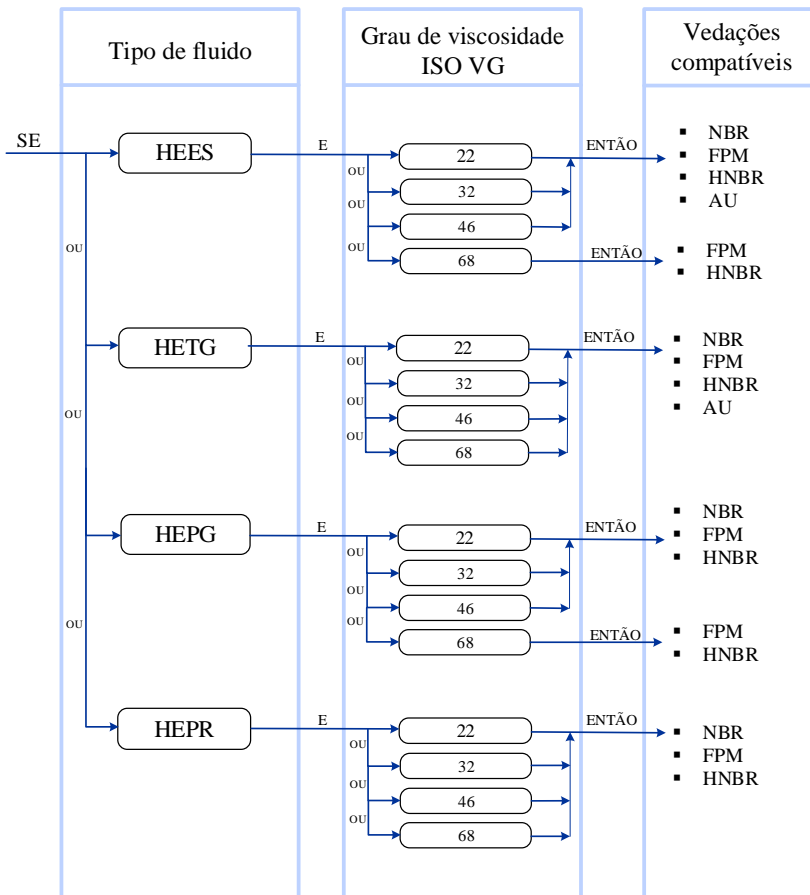 Tipo de fluido
Grau de viscosidade
ISO VG
Vedações
compatíveis
SE
HEES
E
22
OU
32
OU
46
OU
68
ENTÃO
NBR
FPM
HNBR
AU
ENTÃO
FPM
HNBR
OU
HETG
E
22
OU
32
OU
46
OU
68
ENTÃO
NBR
FPM
HNBR
AU
OU
HEPG
E
22
OU
32
OU
46
OU
68
ENTÃO
NBR
FPM
HNBR
ENTÃO
FPM
HNBR
OU
HEPR
E
22
OU
32
OU
46
OU
68
ENTÃO
NBR
FPM
HNBR